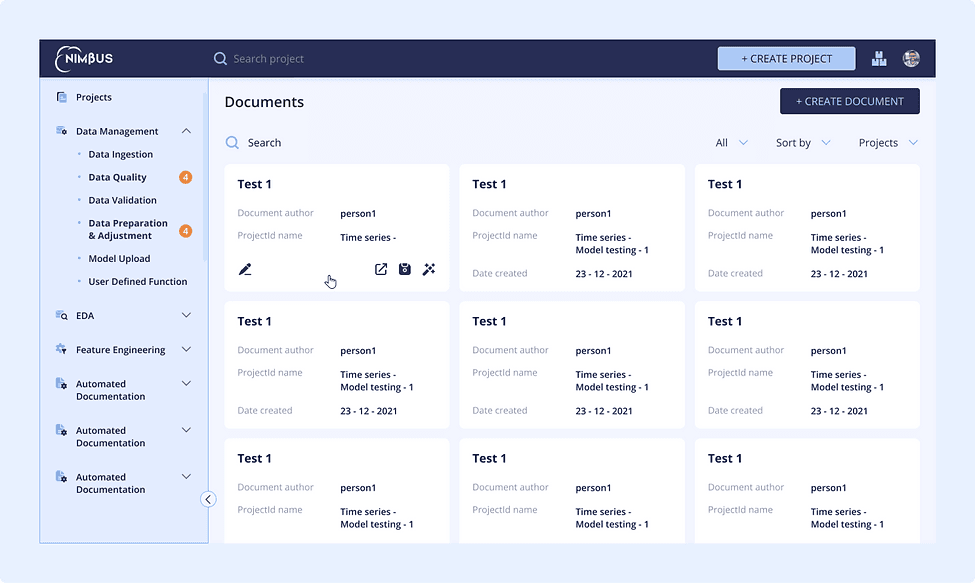 NIMBUS
Search project
+ CREATE PROJECT
Projects
Data Management
Data Ingestion
Data Quality
4
Data Validation
Data Preparation
& Adjustment
4
Model Upload
User Defined Function
EDA
Feature Engineering
Automated
Documentation
Automated
Documentation
Automated
Documentation
Documents
+ CREATE DOCUMENT
Search
All
Sort by
Projects
Test 1
Document author person1
ProjectId name Time series -
Test 1
Document author person1
ProjectId name Time series -
Model testing - 1
Date created 23 - 12 - 2021
Test 1
Document author person1
ProjectId name Time series -
Model testing - 1
Date created 23 - 12 - 2021
Test 1
Document author person1
ProjectId name Time series -
Model testing - 1
Date created 23 - 12 - 2021
Test 1
Document author person1
ProjectId name Time series -
Model testing - 1
Date created 23 - 12 - 2021
Test 1
Document author person1
ProjectId name Time series -
Model testing - 1
Date created 23 - 12 - 2021
Test 1
Document author person1
ProjectId name Time series -
Model testing - 1
Test 1
Document author person1
ProjectId name Time series -
Model testing - 1
Test 1
Document author person1
ProjectId name Time series -
Model testing - 1